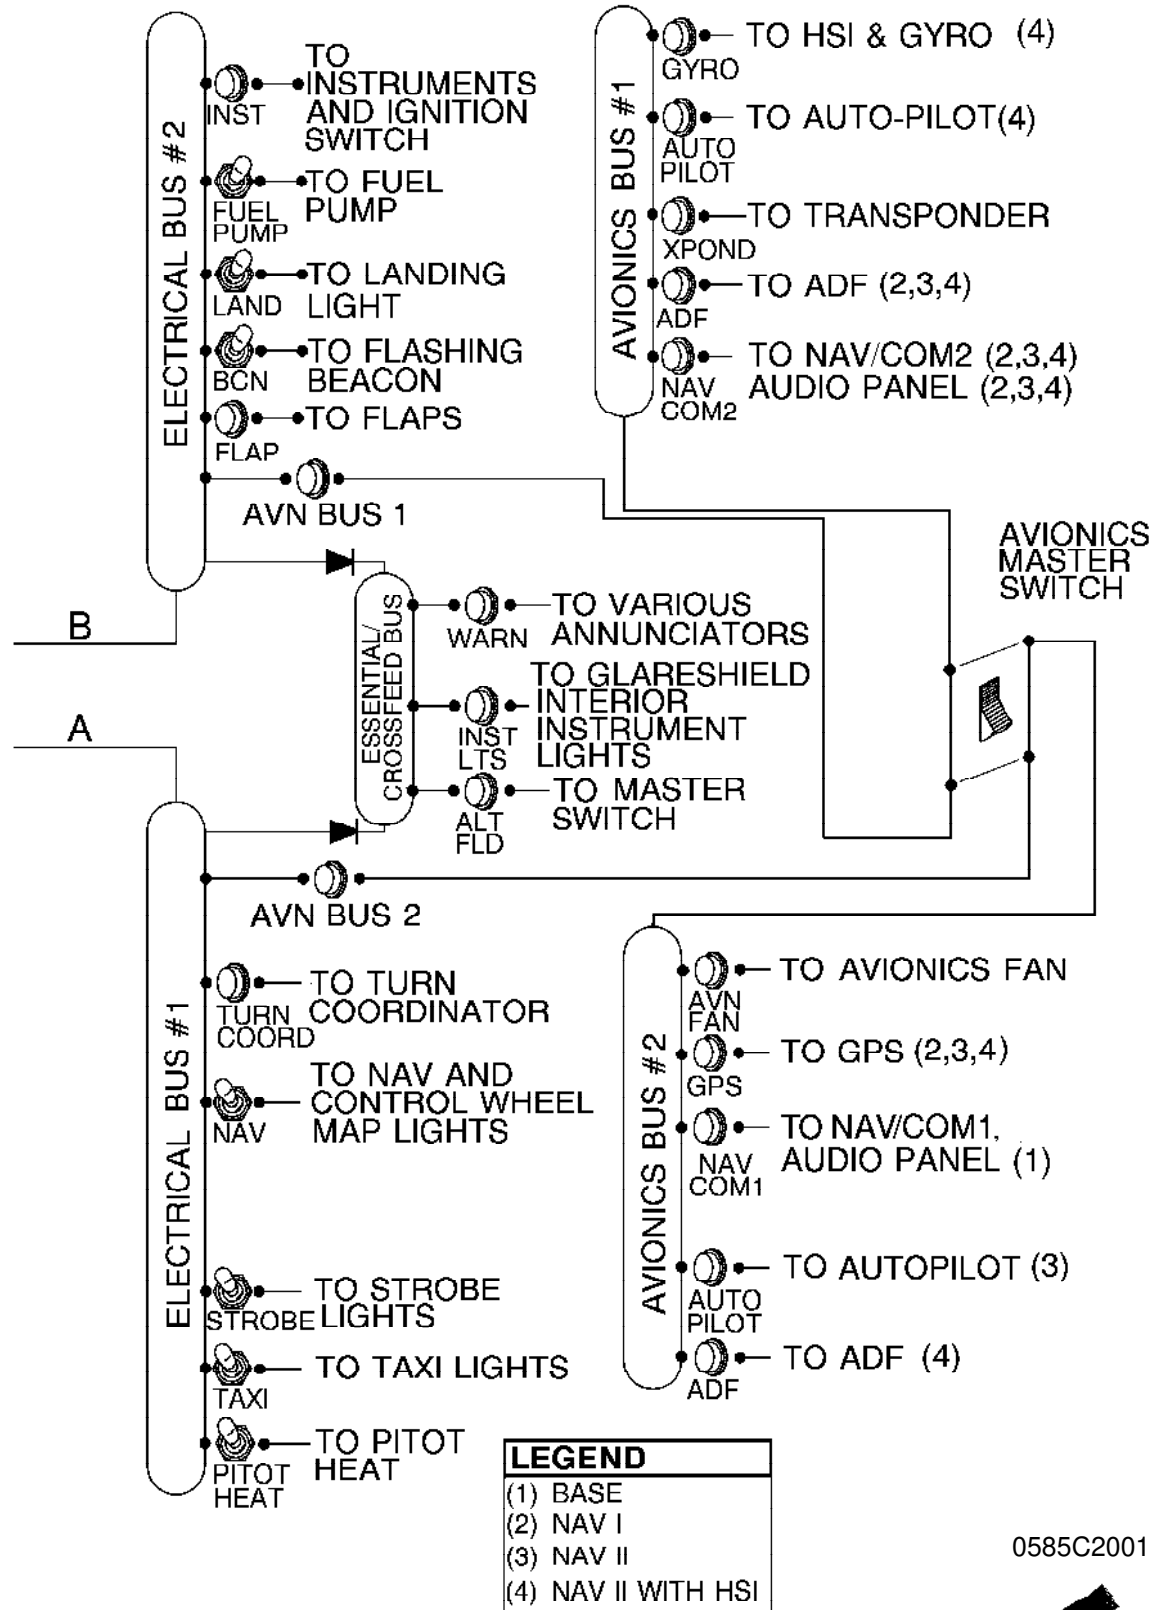 ELECTRICAL BUS #2
INST
TO
INSTRUMENTS
AND IGNITION
SWITCH
FUEL
PUMP
TO FUEL
PUMP
LAND
TO LANDING
LIGHT
BCN
TO FLASHING
BEACON
FLAP
TO FLAPS
AVN BUS 1
B
AVIONICS BUS #1
GYRO
TO HSI & GYRO (4)
AUTO
PILOT
TO AUTO-PILOT(4)
XPOND
TO TRANSPONDER
ADF
TO ADF (2,3,4)
NAV
COM2
TO NAV/COM2 (2,3,4)
AUDIO PANEL (2,3,4)
AVIONICS
MASTER
SWITCH
ESSENTIAL/
CROSSFEED BUS
WARN
TO VARIOUS
ANNUNCIATORS
INST
LTS
TO GLARESHIELD
INTERIOR
INSTRUMENT
LIGHTS
ALT
FLD
TO MASTER
SWITCH
A
ELECTRICAL BUS #1
AVN BUS 2
TURN
COORD
TO TURN
COORDINATOR
NAV
TO NAV AND
CONTROL WHEEL
MAP LIGHTS
STROBE
TO STROBE
LIGHTS
TAXI
TO TAXI LIGHTS
PITOT
HEAT
TO PITOT
HEAT
AVIONICS BUS #2
AVN
FAN
TO AVIONICS FAN
GPS
TO GPS (2,3,4)
NAV
COM1
TO NAV/COM1,
AUDIO PANEL (1)
AUTO
PILOT
TO AUTOPILOT (3)
ADF
TO ADF (4)
LEGEND
(1) BASE
(2) NAV I
(3) NAV II
(4) NAV II WITH HSI
0585C2001